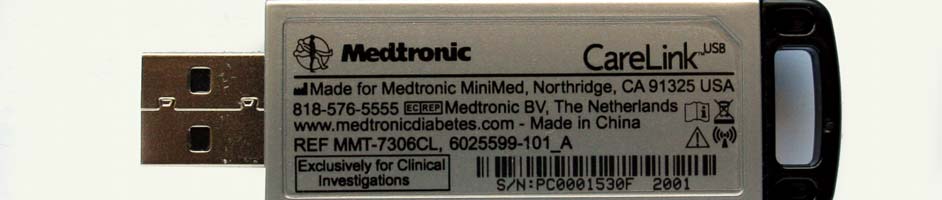 Medtronic
CareLink™ USB
Made for Medtronic MiniMed, Northridge, CA 91325 USA
818-576-5555 EC REP Medtronic BV, The Netherlands
www.medtronicdiabetes.com - Made in China
REF MMT-7306CL, 6025599-101_A
Exclusively for Clinical
Investigations
S/N:PC0001530F 2001